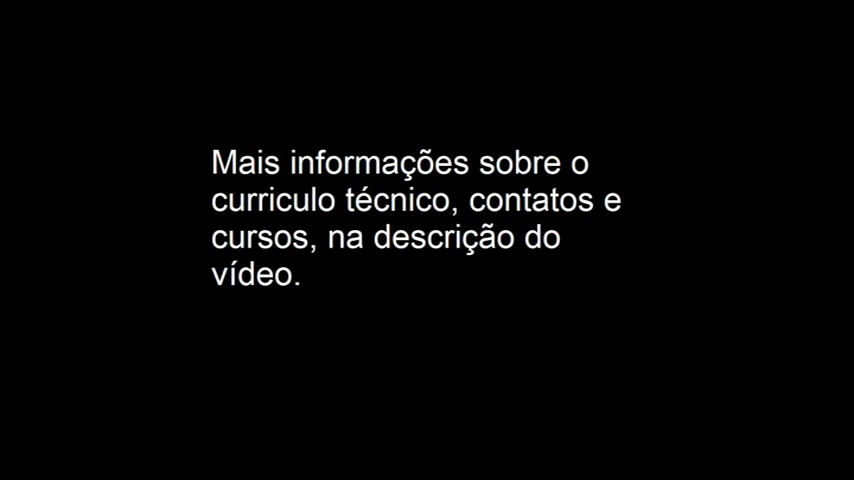 Mais informações sobre o
curriculo técnico, contatos e
cursos, na descrição do
vídeo.